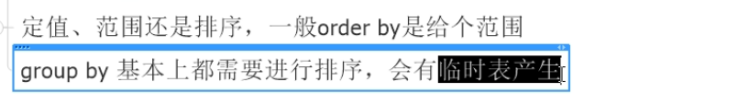 定值、范围还是排序，一般order by是给个范围
group by 基本上都需要进行排序，会有临时表产生